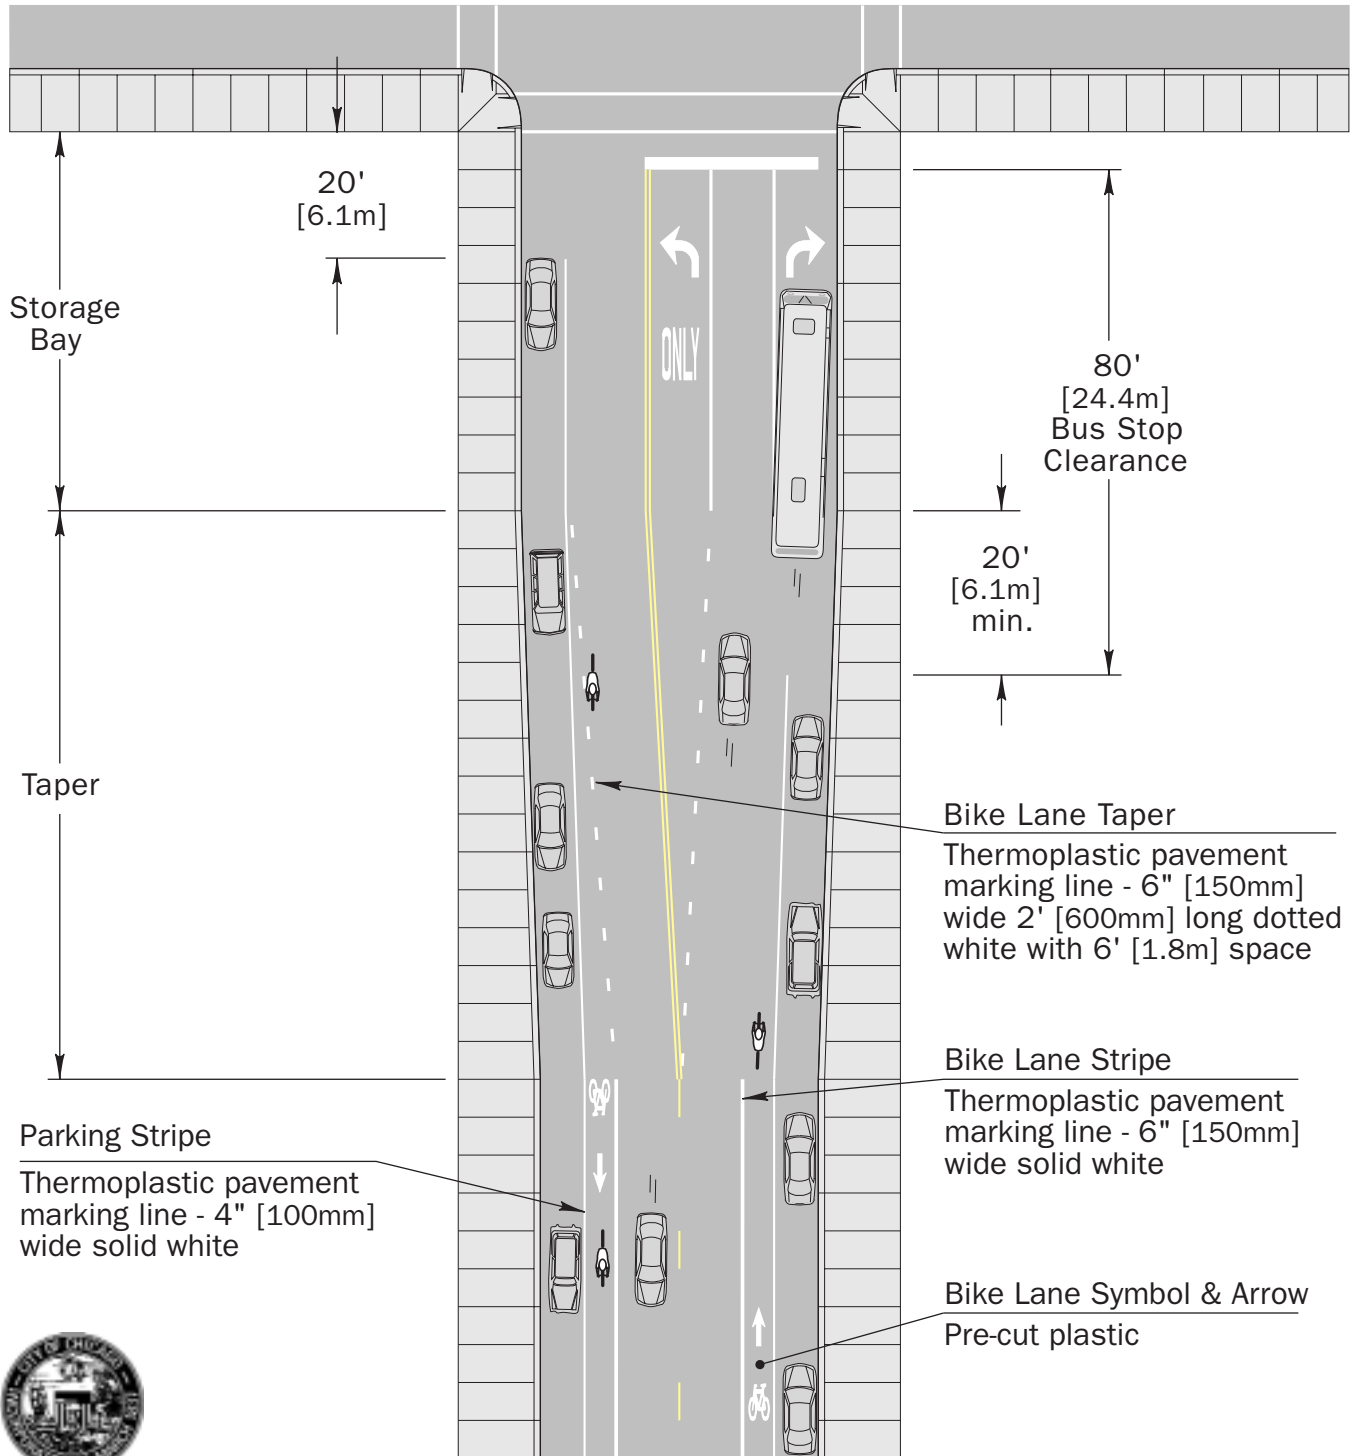 20'
[6.1m]
Storage
Bay
ONLY
80'
[24.4m]
Bus Stop
Clearance
20'
[6.1m]
min.
Taper
Bike Lane Taper
Thermoplastic pavement
marking line - 6" [150mm]
wide 2' [600mm] long dotted
white with 6' [1.8m] space
Bike Lane Stripe
Thermoplastic pavement
marking line - 6" [150mm]
wide solid white
Parking Stripe
Thermoplastic pavement
marking line - 4" [100mm]
wide solid white
Bike Lane Symbol & Arrow
Pre-cut plastic
CITY OF CHICAGO